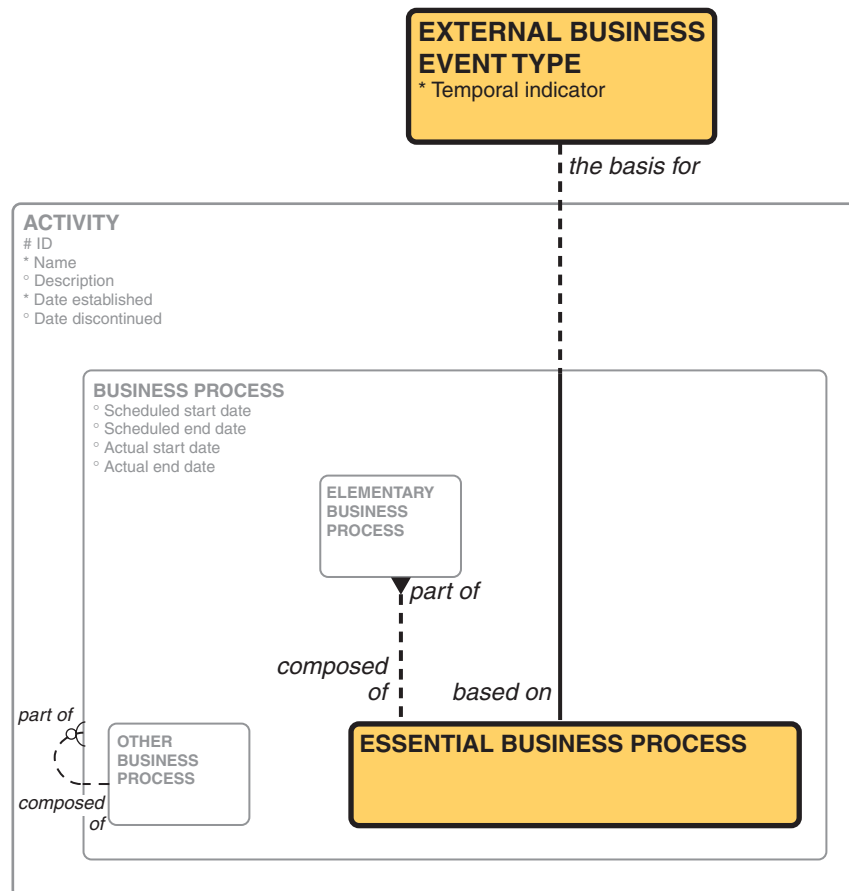 EXTERNAL BUSINESS
EVENT TYPE
* Temporal indicator
the basis for
ACTIVITY
# ID
* Name
° Description
* Date established
° Date discontinued
BUSINESS PROCESS
° Scheduled start date
° Scheduled end date
° Actual start date
° Actual end date
ELEMENTARY
BUSINESS
PROCESS
part of
composed
of
based on
part of
OTHER
BUSINESS
PROCESS
composed
of
ESSENTIAL BUSINESS PROCESS